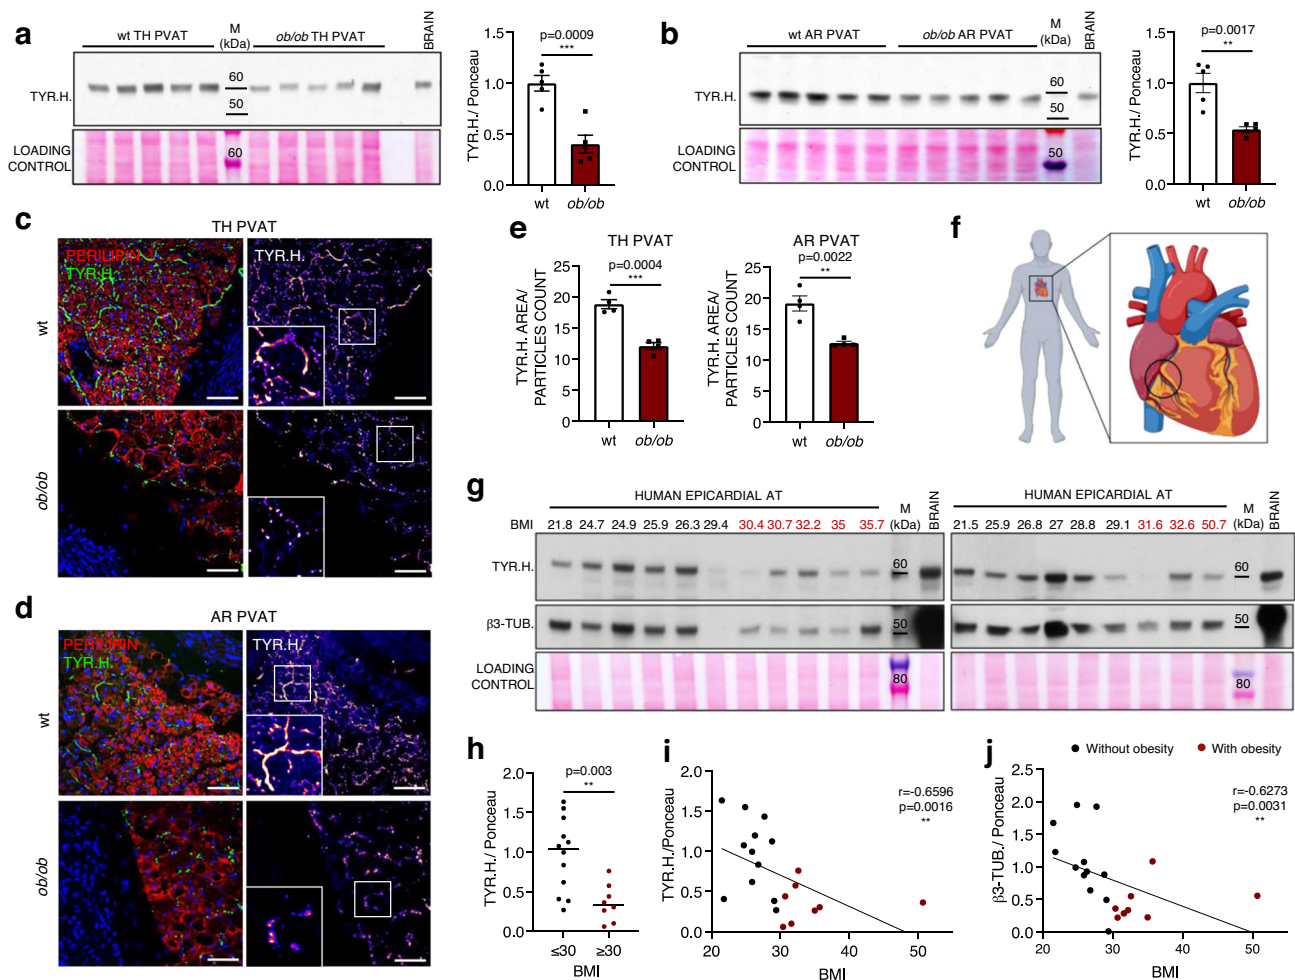 a
wt TH PVAT
M
(kDa)
ob/ob TH PVAT
BRAIN
TYR.H.
60
50
LOADING
CONTROL
60
p=0.0009
***
TYR.H./ Ponceau
1.5
1.0
0.5
0.0
wt
ob/ob
b
wt AR PVAT
ob/ob AR PVAT
M
(kDa)
BRAIN
TYR.H.
60
50
LOADING
CONTROL
50
p=0.0017
**
TYR.H./ Ponceau
1.5
1.0
0.5
0.0
wt
ob/ob
c
TH PVAT
PERILIPIN
TYR.H.
TYR.H.
wt
ob/ob
d
AR PVAT
PERILIPIN
TYR.H.
TYR.H.
wt
ob/ob
e
TH PVAT
p=0.0004
***
TYR.H. AREA/
PARTICLES COUNT
25
20
15
10
5
0
wt
ob/ob
AR PVAT
p=0.0022
**
TYR.H. AREA/
PARTICLES COUNT
25
20
15
10
5
0
wt
ob/ob
f
g
HUMAN EPICARDIAL AT
M
(kDa)
BRAIN
BMI 21.8 24.7 24.9 25.9 26.3 29.4 30.4 30.7 32.2 35 35.7
TYR.H.
60
β3-TUB.
50
LOADING
CONTROL
80
HUMAN EPICARDIAL AT
M
(kDa)
BRAIN
21.5 25.9 26.8 27 28.8 29.1 31.6 32.6 50.7
60
50
80
h
p=0.003
**
TYR.H./ Ponceau
2.0
1.5
1.0
0.5
0.0
≤30 ≥30
BMI
i
r=-0.6596
p=0.0016
**
TYR.H./Ponceau
2.0
1.5
1.0
0.5
0.0
20 30 40 50
BMI
j
Without obesity With obesity
r=-0.6273
p=0.0031
**
β3-TUB./ Ponceau
2.5
2.0
1.5
1.0
0.5
0.0
20 30 40 50
BMI